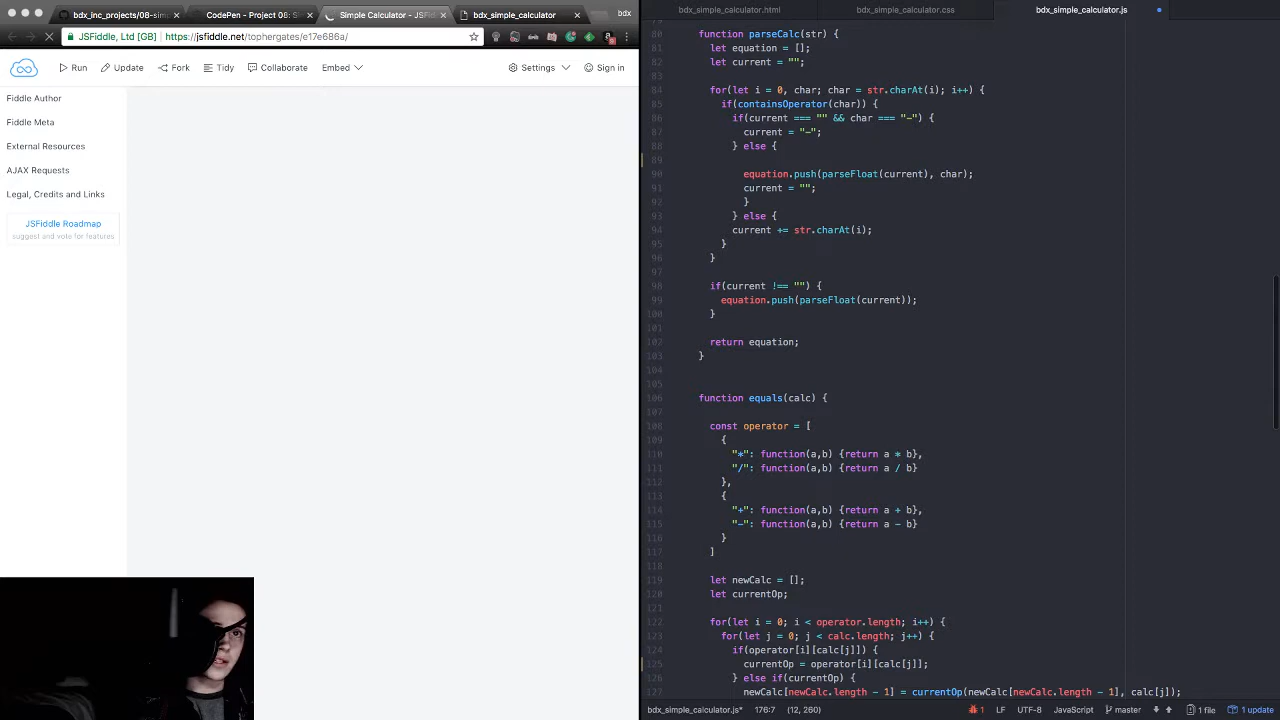 bdx_inc_projects/08-sim
CodePen - Project 08: S
Simple Calculator - JSFid
bdx_simple_calculator
bdx
JSFiddle, Ltd [GB]
https://jsfiddle.net/tophergates/e17e686a/
Run
Update
Fork
Tidy
Collaborate
Embed
Settings
Sign in
Fiddle Author
Fiddle Meta
External Resources
AJAX Requests
Legal, Credits and Links
JSFiddle Roadmap
suggest and vote for features
bdx_simple_calculator.html
bdx_simple_calculator.css
bdx_simple_calculator.js
80 function parseCalc(str) {
81 let equation = [];
82 let current = "";
83
84 for(let i = 0, char; char = str.charAt(i); i++) {
85 if(containsOperator(char)) {
86 if(current === "" && char === "-") {
87 current = "-";
88 } else {
89
90 equation.push(parseFloat(current), char);
91 current = "";
92 }
93 } else {
94 current += str.charAt(i);
95 }
96 }
97
98 if(current !== "") {
99 equation.push(parseFloat(current));
100 }
101
102 return equation;
103 }
104
105
106 function equals(calc) {
107
108 const operator = [
109 {
110 "*": function(a,b) {return a * b},
111 "/": function(a,b) {return a / b}
112 },
113 {
114 "+": function(a,b) {return a + b},
115 "-": function(a,b) {return a - b}
116 }
117 ]
118
119 let newCalc = [];
120 let currentOp;
121
122 for(let i = 0; i < operator.length; i++) {
123 for(let j = 0; j < calc.length; j++) {
124 if(operator[i][calc[j]]) {
125 currentOp = operator[i][calc[j]];
126 } else if(currentOp) {
127 newCalc[newCalc.length - 1] = currentOp(newCalc[newCalc.length - 1], calc[j]);
bdx_simple_calculator.js* 176:7 (12, 260)
1 LF UTF-8 JavaScript master 1 file 1 update